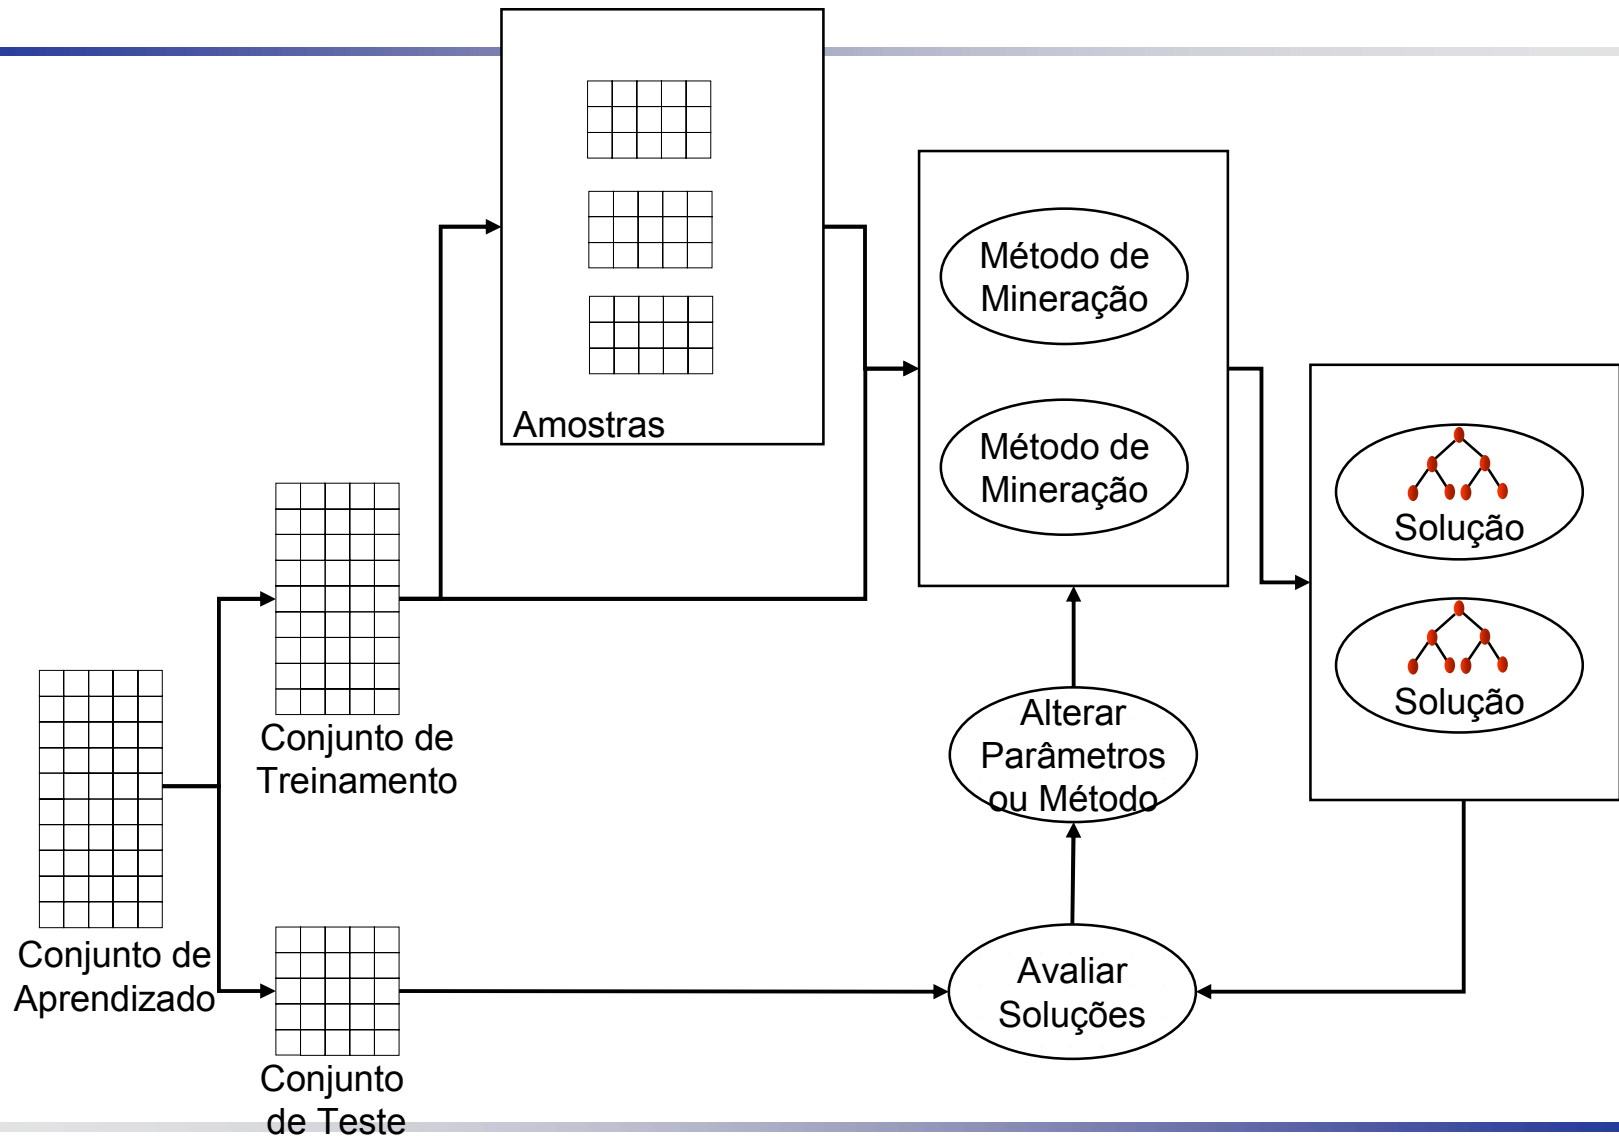 Amostras
Método de
Mineração
Método de
Mineração
Solução
Solução
Conjunto de
Treinamento
Alterar
Parâmetros
ou Método
Conjunto de
Aprendizado
Avaliar
Soluções
Conjunto
de Teste